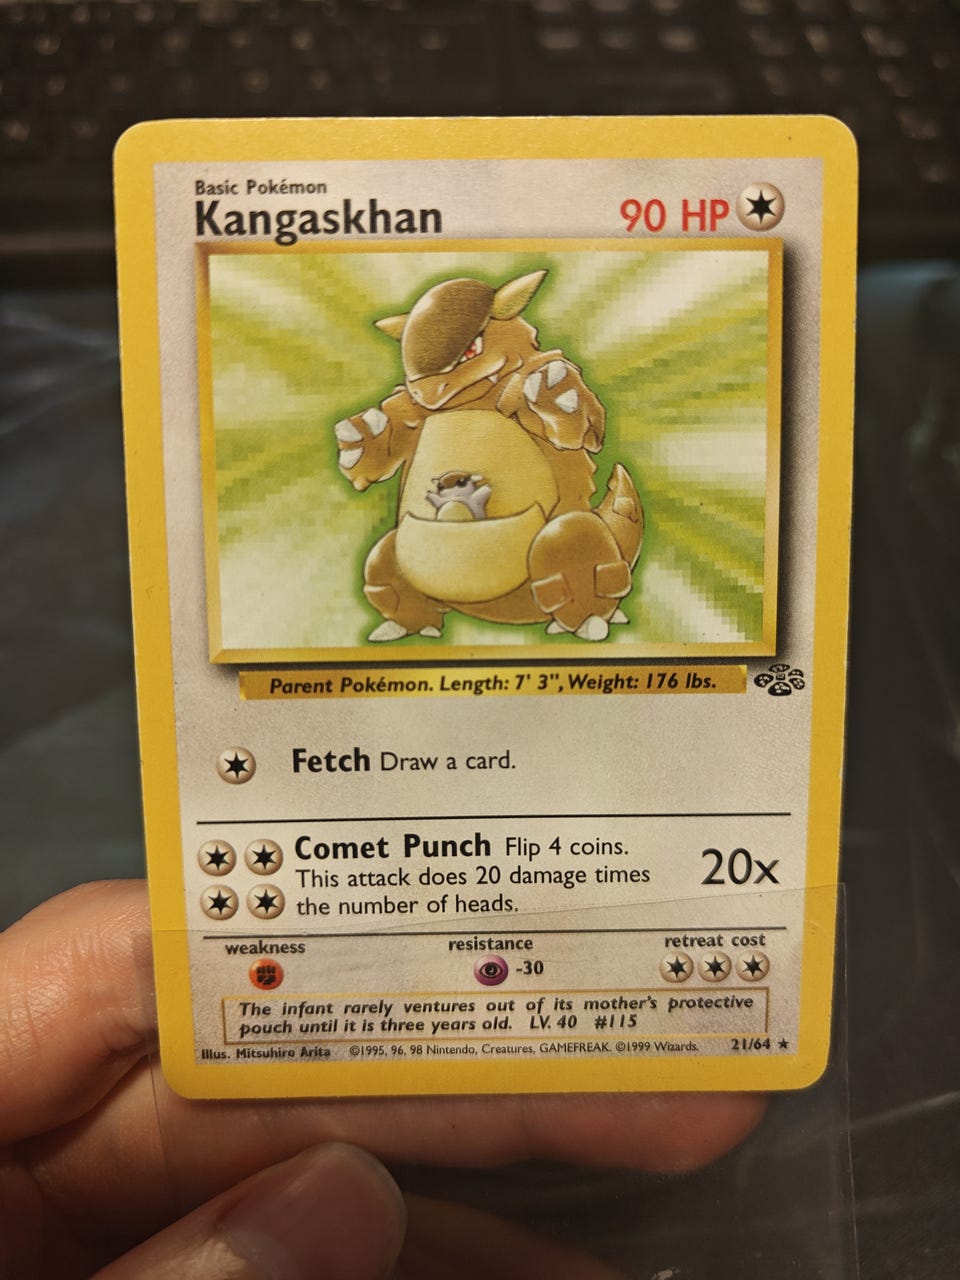 Basic Pokémon
Kangaskhan
90 HP
Parent Pokémon. Length: 7' 3", Weight: 176 lbs.
Fetch Draw a card.
Comet Punch Flip 4 coins.
This attack does 20 damage times
the number of heads.
20x
weakness
resistance
retreat cost
-30
The infant rarely ventures out of its mother's protective
pouch until it is three years old. LV. 40 #115
Illus. Mitsuhiro Arita ©1995, 96, 98 Nintendo, Creatures, GAMEFREAK. ©1999 Wizards. 21/64 ★